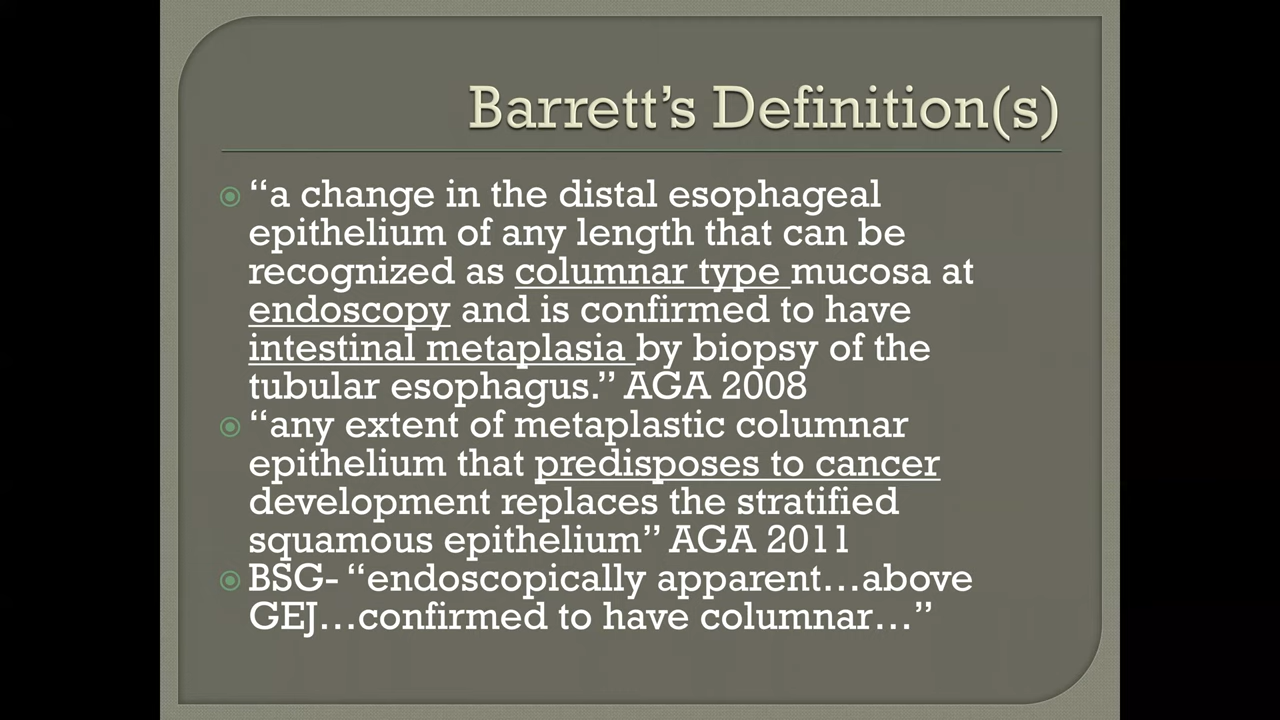 Barrett’s Definition(s)
“a change in the distal esophageal
epithelium of any length that can be
recognized as columnar type mucosa at
endoscopy and is confirmed to have
intestinal metaplasia by biopsy of the
tubular esophagus.” AGA 2008
“any extent of metaplastic columnar
epithelium that predisposes to cancer
development replaces the stratified
squamous epithelium” AGA 2011
BSG- “endoscopically apparent…above
GEJ…confirmed to have columnar…”